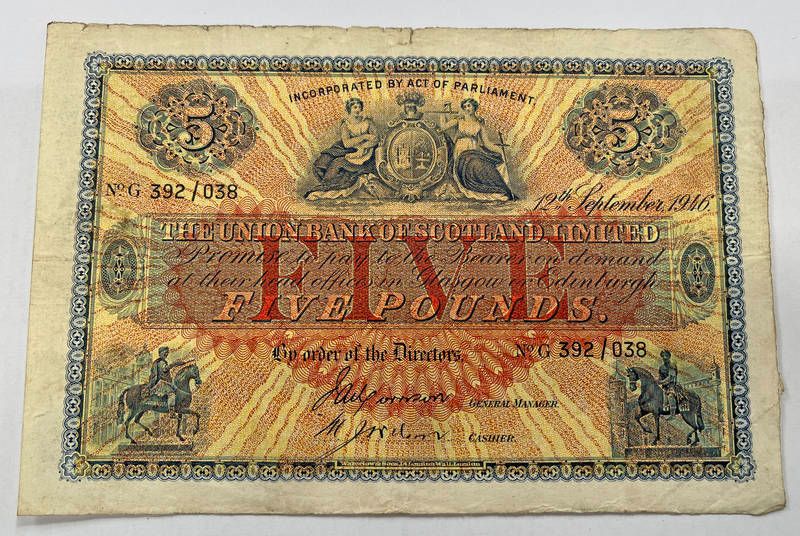 INCORPORATED BY ACT OF PARLIAMENT.
5 5
No G 392/038
12th September, 1946
THE UNION BANK OF SCOTLAND, LIMITED
FIVE
Promise to pay to the Bearer on demand
at their head offices in Glasgow or Edinburgh
FIVE POUNDS.
By order of the Directors,
No G 392/038
GENERAL MANAGER.
CASHIER.